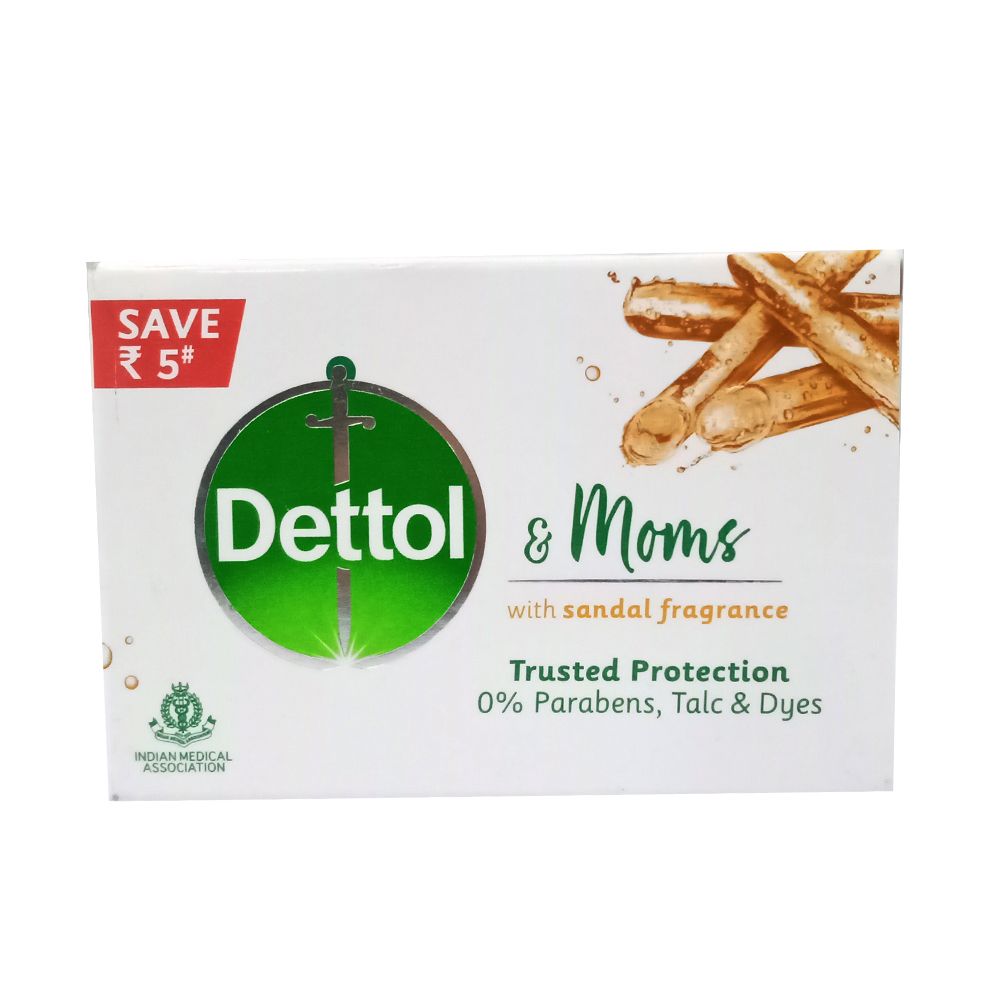 SAVE
₹ 5#
Dettol
& Moms
with sandal fragrance
Trusted Protection
0% Parabens, Talc & Dyes
INDIAN MEDICAL
ASSOCIATION